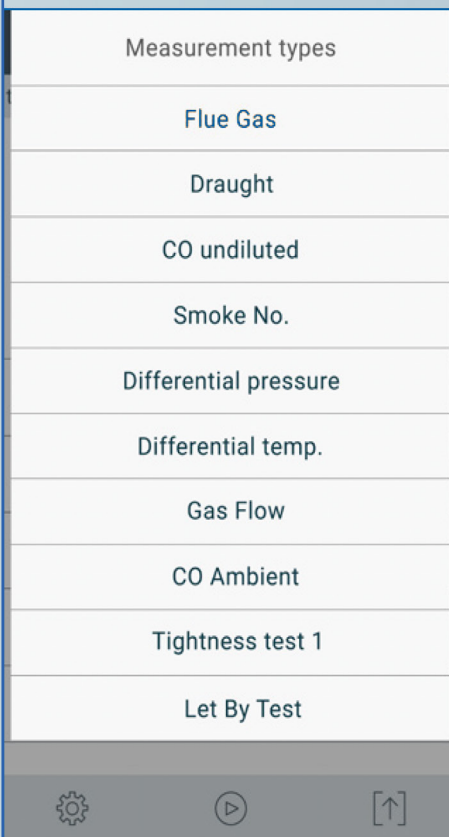 Measurement types
Flue Gas
Draught
CO undiluted
Smoke No.
Differential pressure
Differential temp.
Gas Flow
CO Ambient
Tightness test 1
Let By Test